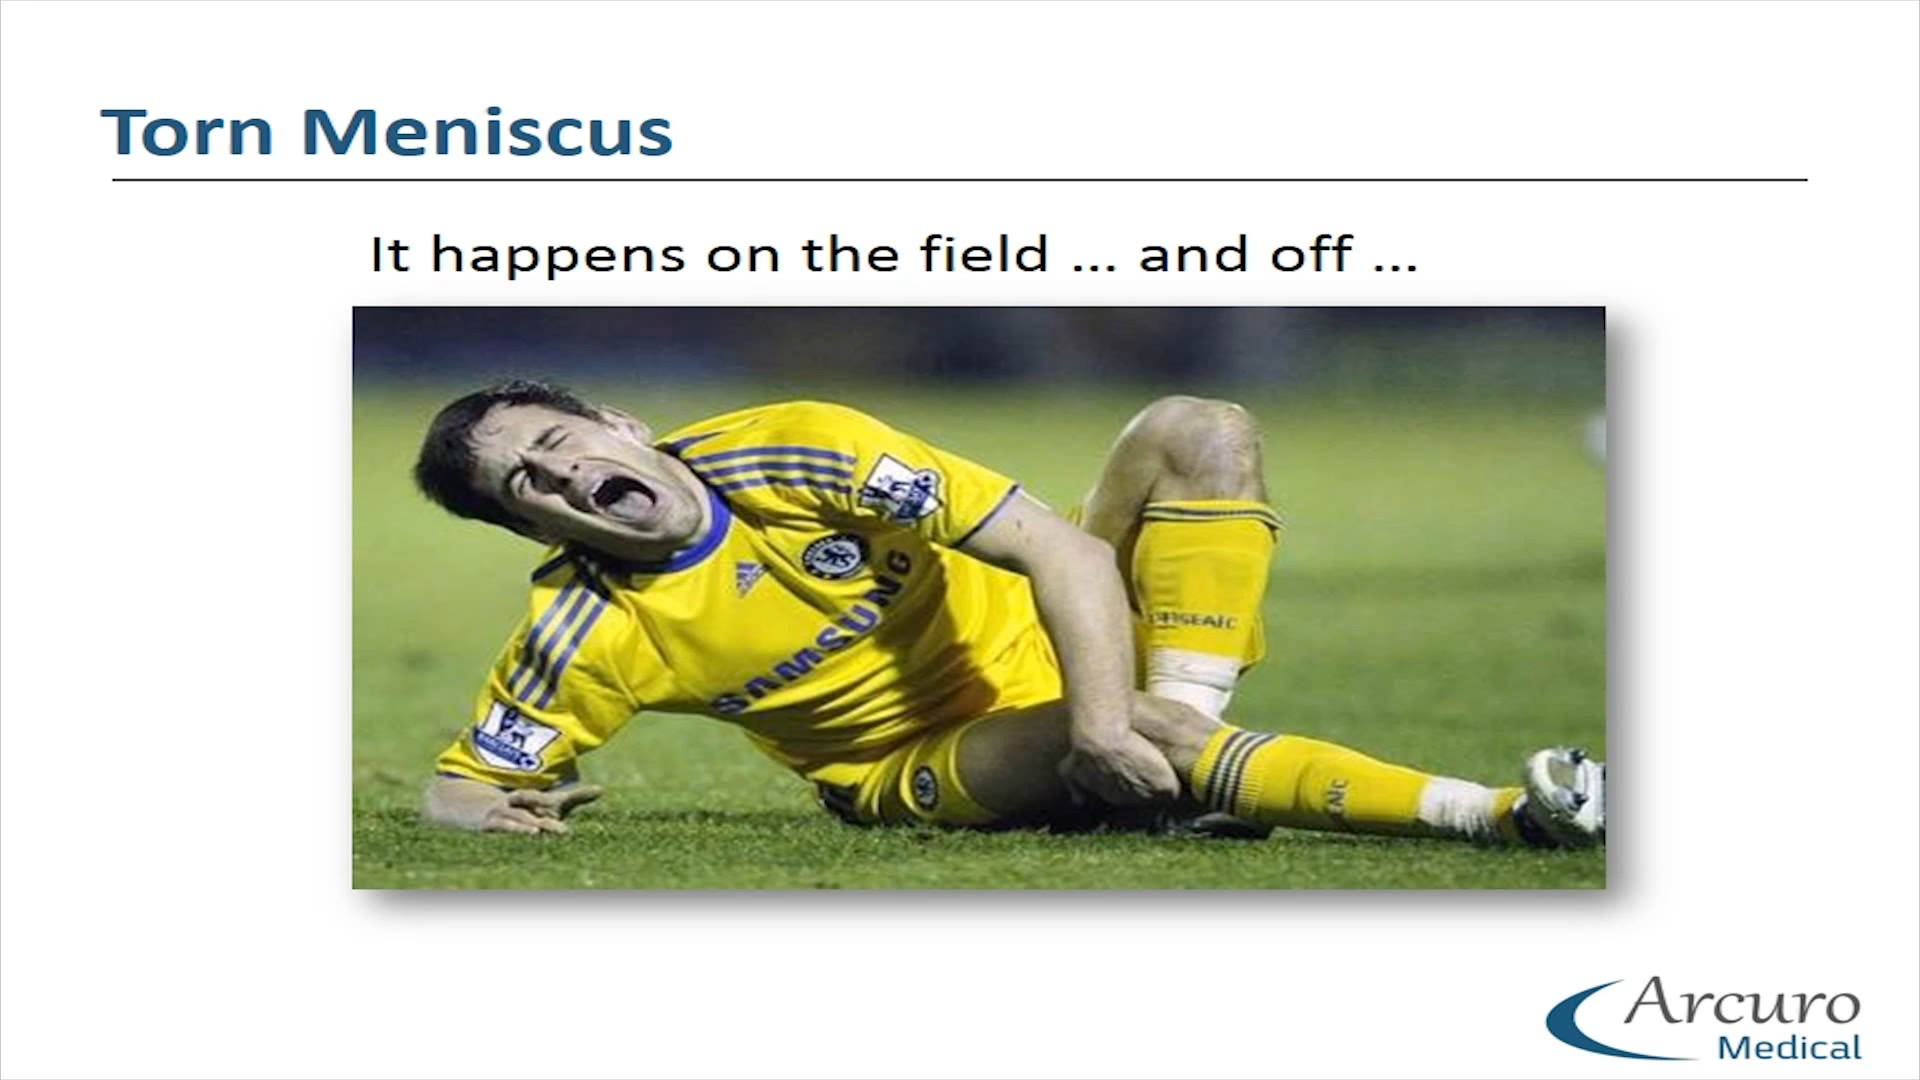 Torn Meniscus
It happens on the field ... and off ...
SAMSUNG
Arcuro
Medical